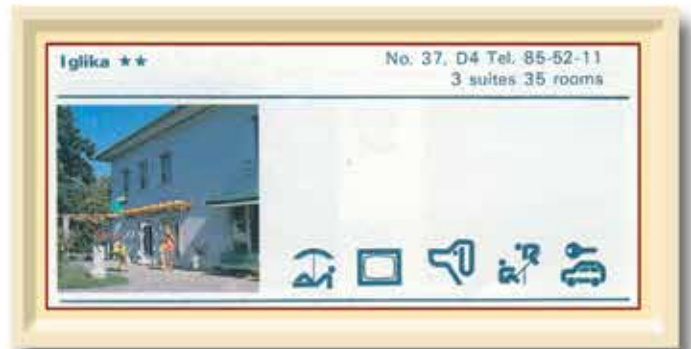 Iglika ★★
No. 37, D4 Tel. 85-52-11
3 suites 35 rooms